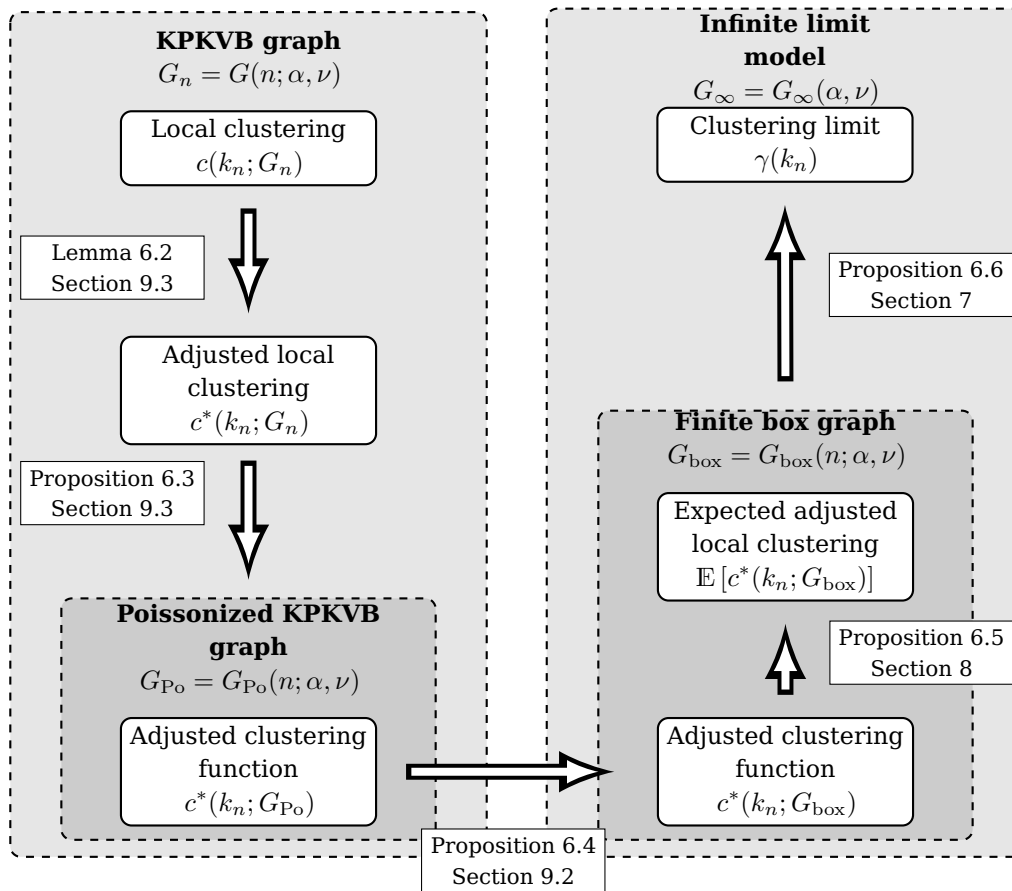 KPKVB graph
G_n = G(n; α, ν)
Local clustering
c(k_n; G_n)
Lemma 6.2
Section 9.3
Adjusted local
clustering
c*(k_n; G_n)
Proposition 6.3
Section 9.3
Poissonized KPKVB
graph
G_Po = G_Po(n; α, ν)
Adjusted clustering
function
c*(k_n; G_Po)
Proposition 6.4
Section 9.2
Infinite limit
model
G_∞ = G_∞(α, ν)
Clustering limit
γ(k_n)
Proposition 6.6
Section 7
Finite box graph
G_box = G_box(n; α, ν)
Expected adjusted
local clustering
𝔼 [c*(k_n; G_box)]
Proposition 6.5
Section 8
Adjusted clustering
function
c*(k_n; G_box)